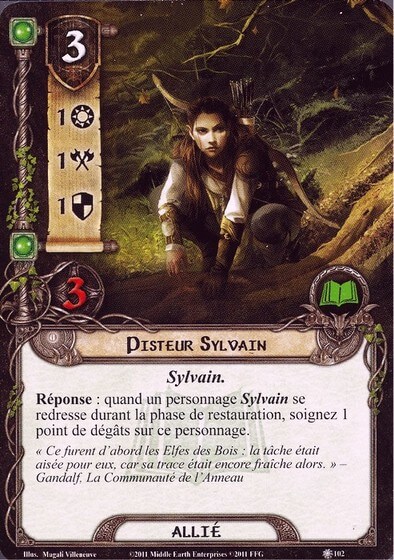 3
1
1
1
3
PISTEUR SYLVAIN
Sylvain.
Réponse : quand un personnage Sylvain se
redresse durant la phase de restauration, soignez 1
point de dégâts sur ce personnage.
« Ce furent d'abord les Elfes des Bois : la tâche était
aisée pour eux, car sa trace était encore fraîche alors. » –
Gandalf, La Communauté de l'Anneau
ALLIÉ
Illus. Magali Villeneuve ©2011 Middle Earth Enterprises ©2011 FFG 102